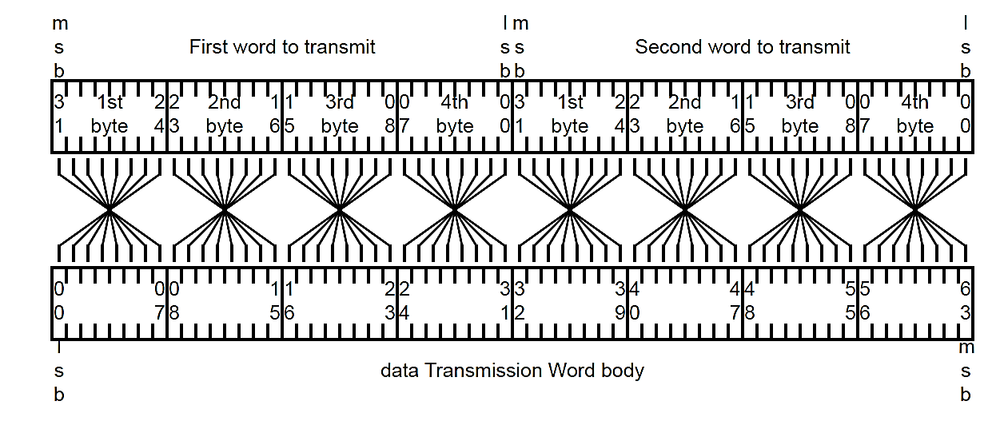 m l m l
s First word to transmit s s Second word to transmit s
b b b b
3 1st 2 2 2nd 1 1 3rd 0 0 4th 0 3 1st 2 2 2nd 1 1 3rd 0 0 4th 0
1 byte 4 3 byte 6 5 byte 8 7 byte 0 1 byte 4 3 byte 6 5 byte 8 7 byte 0
0 0 0 1 1 2 2 3 3 3 4 4 4 5 5 6
0 7 8 5 6 3 4 1 2 9 0 7 8 5 6 3
l m
s data Transmission Word body s
b b